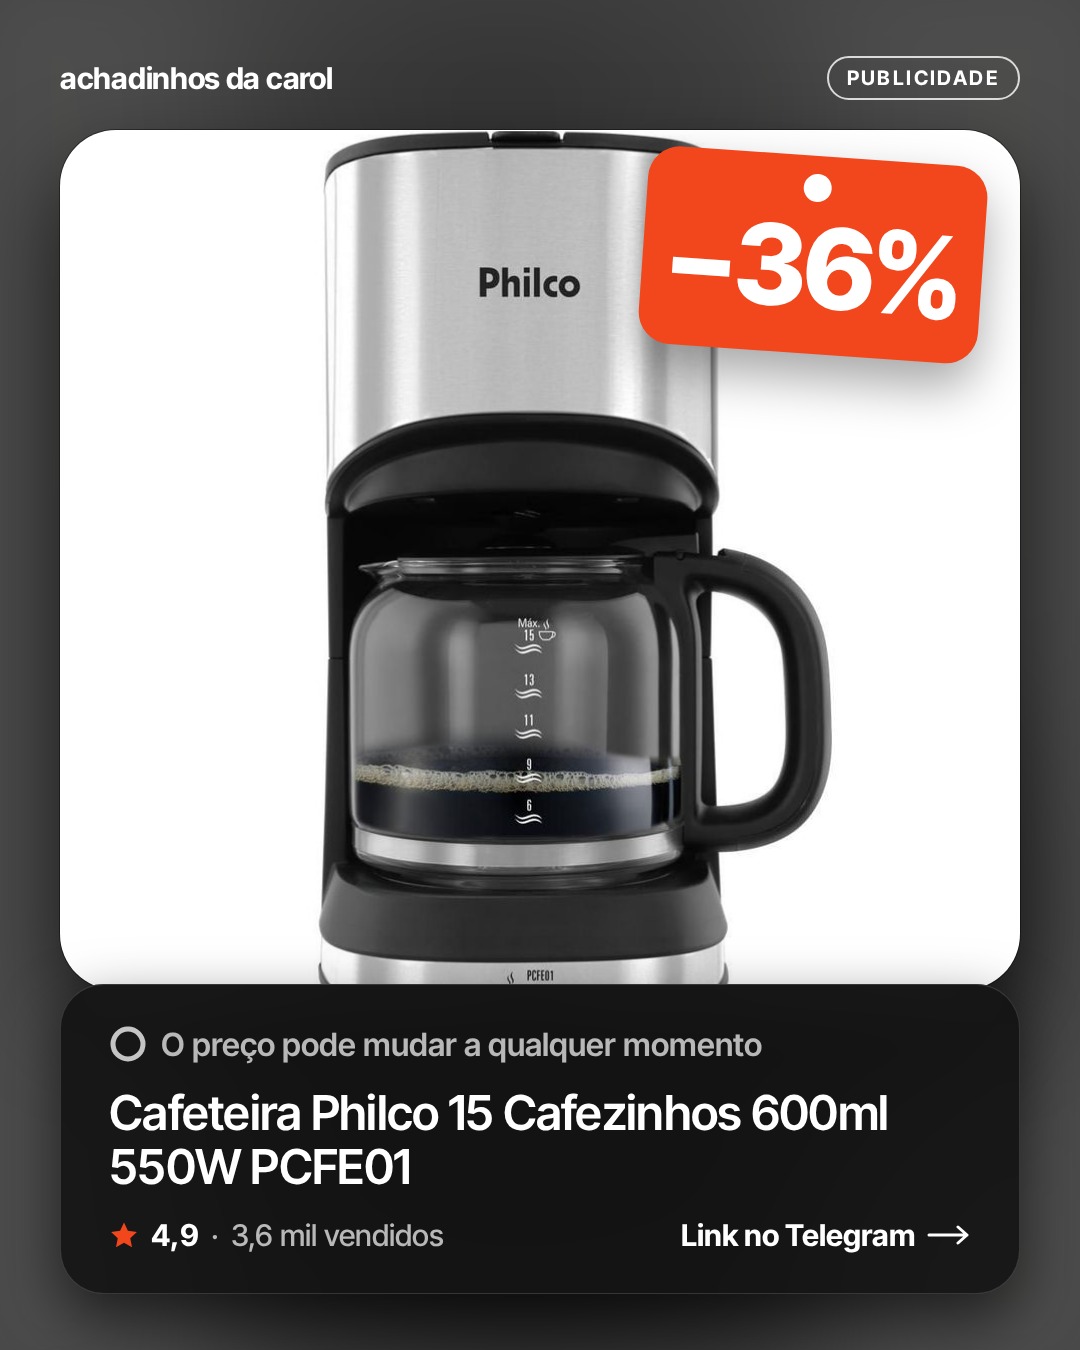 achadinhos da carol
PUBLICIDADE
-36%
Philco
Máx.
15
13
11
9
6
PCFE01
O preço pode mudar a qualquer momento
Cafeteira Philco 15 Cafezinhos 600ml
550W PCFE01
4,9 · 3,6 mil vendidos
Link no Telegram →